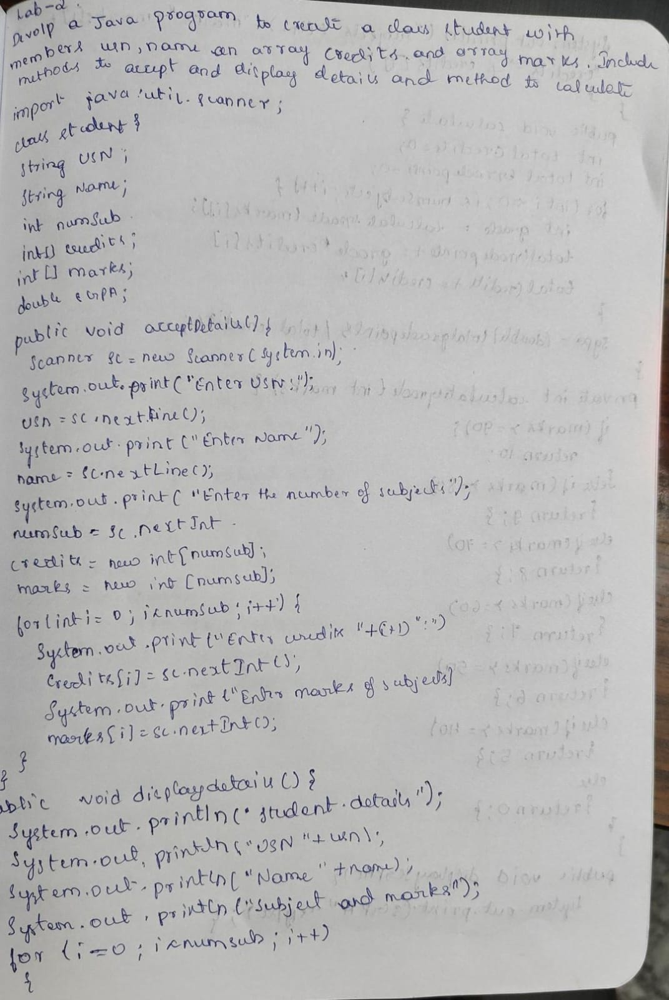 Lab-2.
Devolp a Java program to create a class student with
members usn, name an array credits. and array marks. Include
methods to accept and display details and method to calculate
import java.util.scanner;
class student {
string USN;
String Name;
int numSub.
int[] credits;
int [] marks;
double SGPA;
public void acceptDetails() {
Scanner sc = new Scanner(System.in);
System.out.print("Enter USN:");
usn = sc.next.Line();
System.out.print ("Enter Name");
name = sc.nextLine();
System.out.print( "Enter the number of subjects");
numSub = sc.next Int.
credits = new int[numsub];
marks = new int [numsub];
for(int i = 0; i<numsub; i++) {
System.out.print ("Enter credits "+(i+1) ":")
Credits[i] = sc.next Int ();
System.out.print ("Enter marks of subjects]
marks[i] = sc.next Int();
}
}
ublic void displaydetails () {
System.out.println(" student.details");
System.out.println("USN "+ usn);
System.out.println("Name" +name);
System.out.println ("subject and marks");
for (i=0; i<numsub; i++)
{